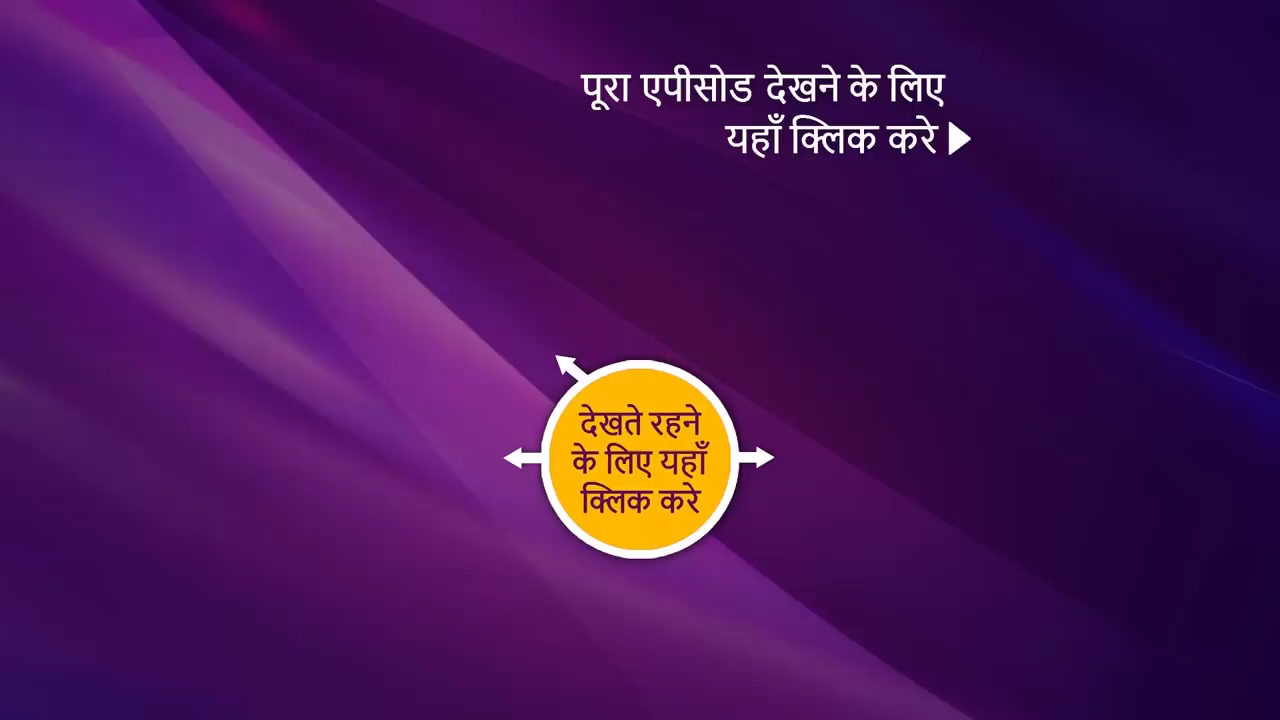 पूरा एपीसोड देखने के लिए
यहाँ क्लिक करे
देखते रहने
के लिए यहाँ
क्लिक करे